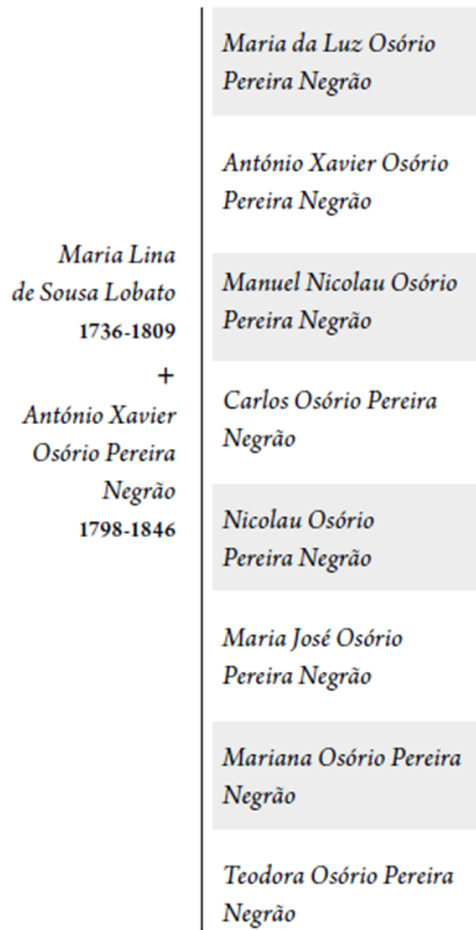 Maria Lina
de Sousa Lobato
1736-1809
+
António Xavier
Osório Pereira
Negrão
1798-1846
Maria da Luz Osório
Pereira Negrão
António Xavier Osório
Pereira Negrão
Manuel Nicolau Osório
Pereira Negrão
Carlos Osório Pereira
Negrão
Nicolau Osório
Pereira Negrão
Maria José Osório
Pereira Negrão
Mariana Osório Pereira
Negrão
Teodora Osório Pereira
Negrão